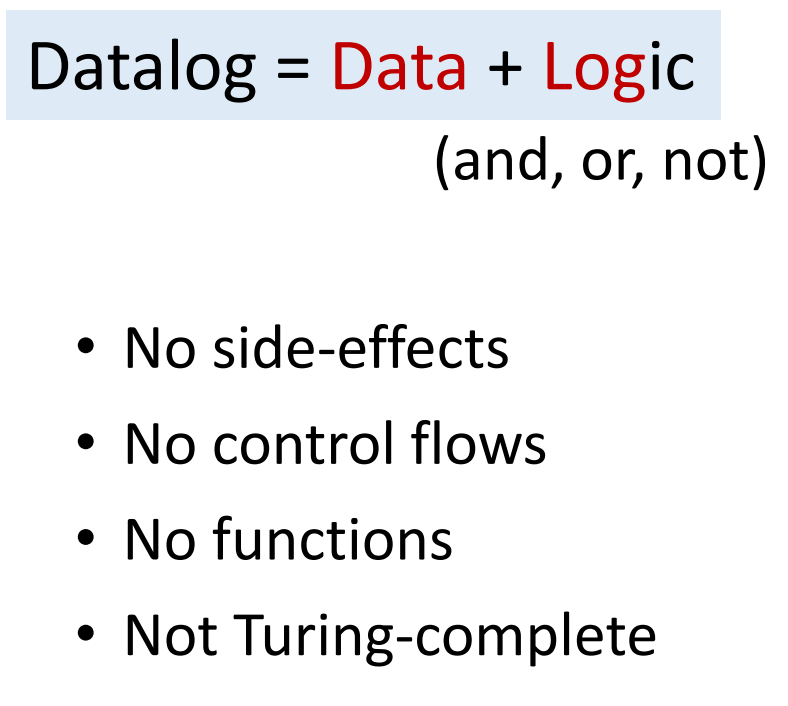 Datalog = Data + Logic
(and, or, not)
• No side-effects
• No control flows
• No functions
• Not Turing-complete